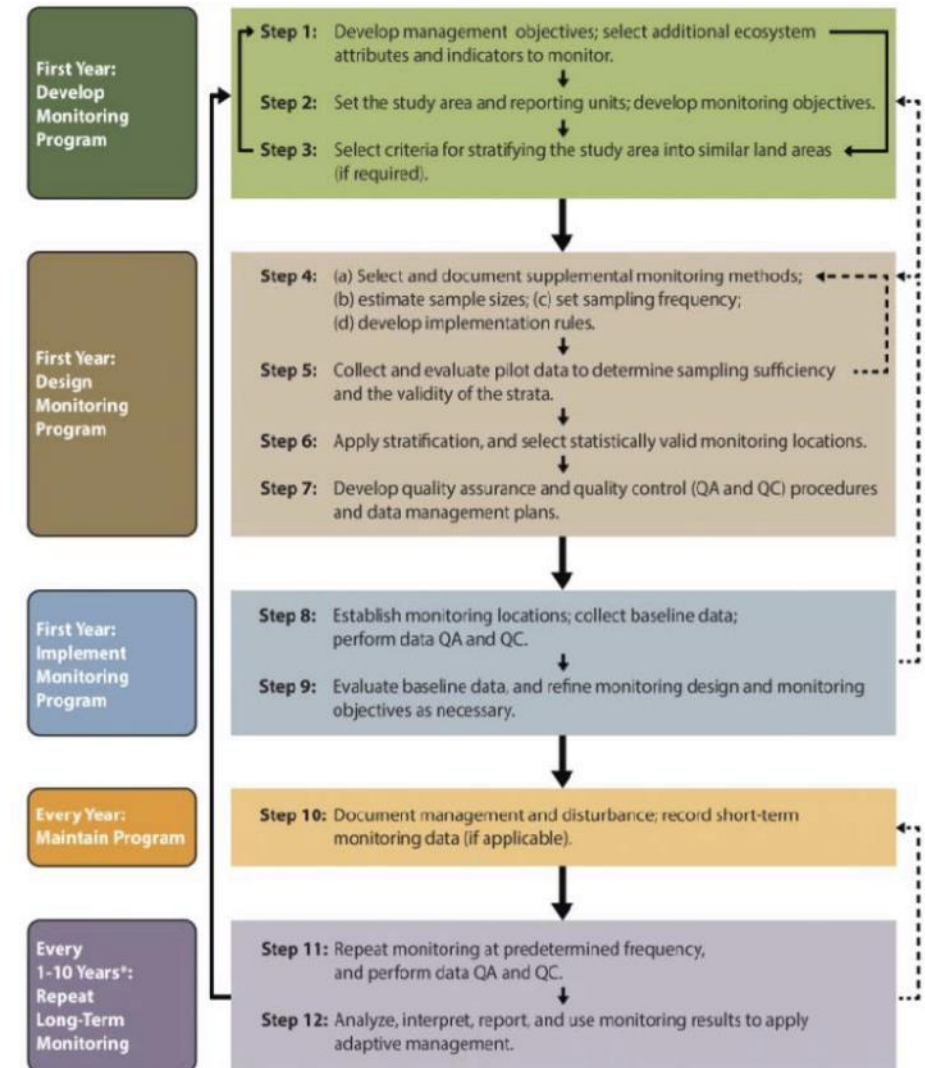 First Year:
Develop
Monitoring
Program
Step 1: Develop management objectives; select additional ecosystem
attributes and indicators to monitor.
Step 2: Set the study area and reporting units; develop monitoring objectives.
Step 3: Select criteria for stratifying the study area into similar land areas
(if required).
First Year:
Design
Monitoring
Program
Step 4: (a) Select and document supplemental monitoring methods;
(b) estimate sample sizes; (c) set sampling frequency;
(d) develop implementation rules.
Step 5: Collect and evaluate pilot data to determine sampling sufficiency
and the validity of the strata.
Step 6: Apply stratification, and select statistically valid monitoring locations.
Step 7: Develop quality assurance and quality control (QA and QC) procedures
and data management plans.
First Year:
Implement
Monitoring
Program
Step 8: Establish monitoring locations; collect baseline data;
perform data QA and QC.
Step 9: Evaluate baseline data, and refine monitoring design and monitoring
objectives as necessary.
Every Year:
Maintain Program
Step 10: Document management and disturbance; record short-term
monitoring data (if applicable).
Every
1-10 Years*:
Repeat
Long-Term
Monitoring
Step 11: Repeat monitoring at predetermined frequency,
and perform data QA and QC.
Step 12: Analyze, interpret, report, and use monitoring results to apply
adaptive management.